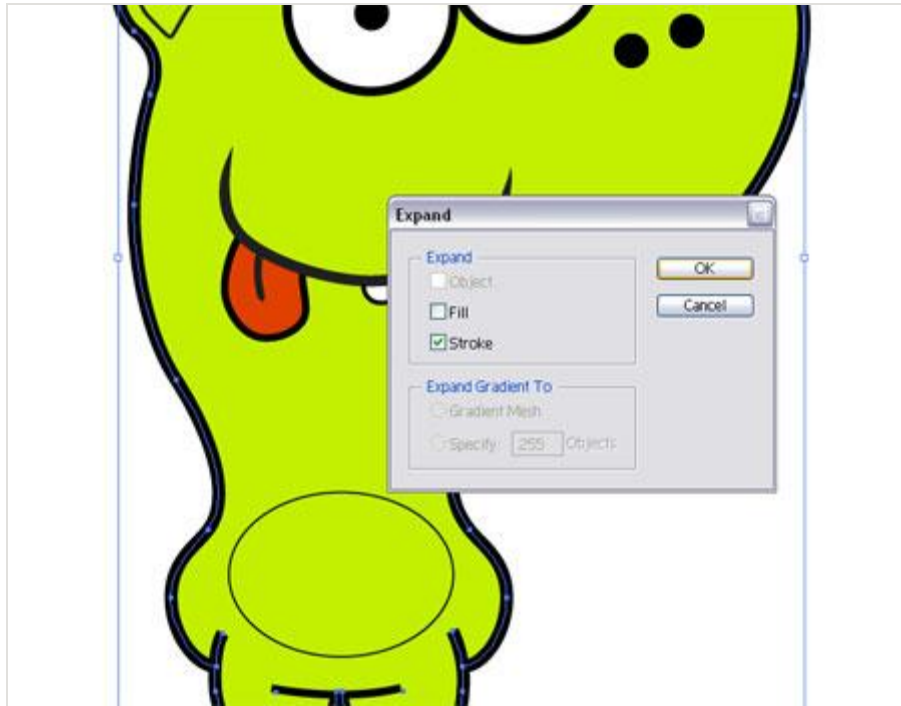 Expand
Expand
Object
Fill
Stroke
OK
Cancel
Expand Gradient To
Gradient Mesh
Specify: 255 Objects